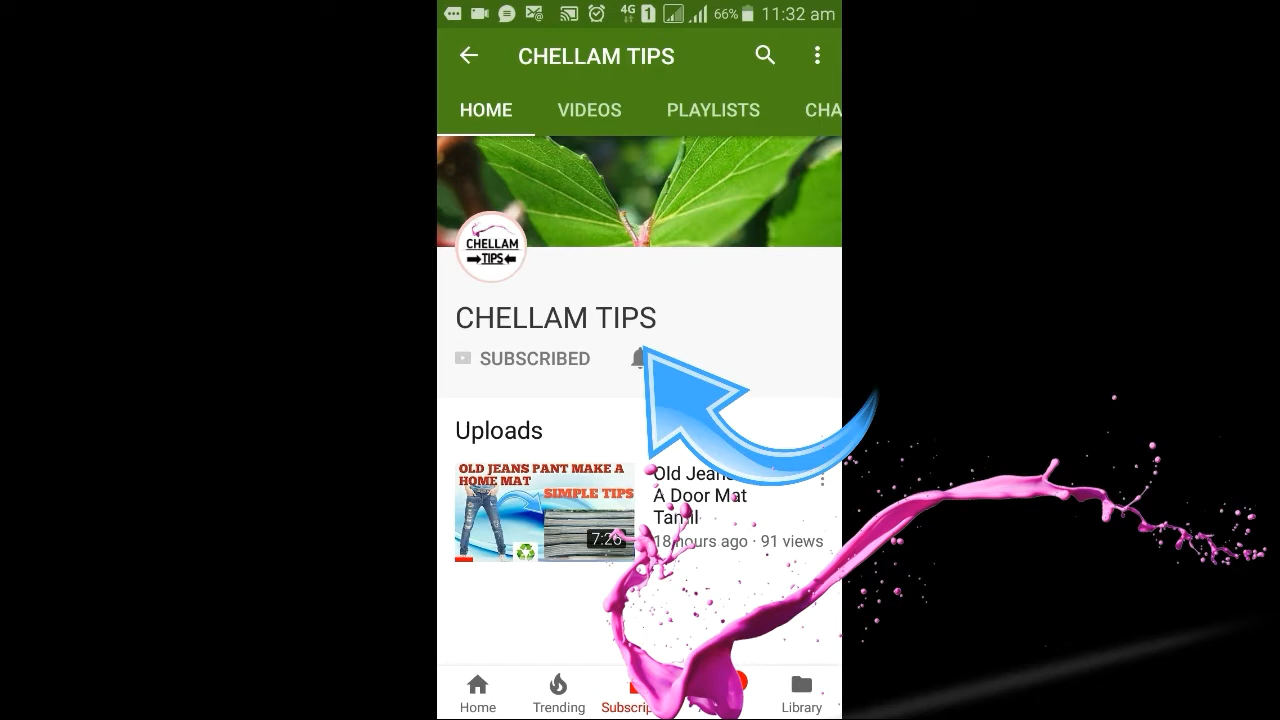 4G 1 66% 11:32 am
CHELLAM TIPS
HOME VIDEOS PLAYLISTS CHA
CHELLAM
TIPS
CHELLAM TIPS
SUBSCRIBED
Uploads
OLD JEANS PANT MAKE A
HOME MAT
SIMPLE TIPS
7:26
Old Jeans
A Door Mat
Tamil
18 hours ago · 91 views
Home Trending Subscrip Library